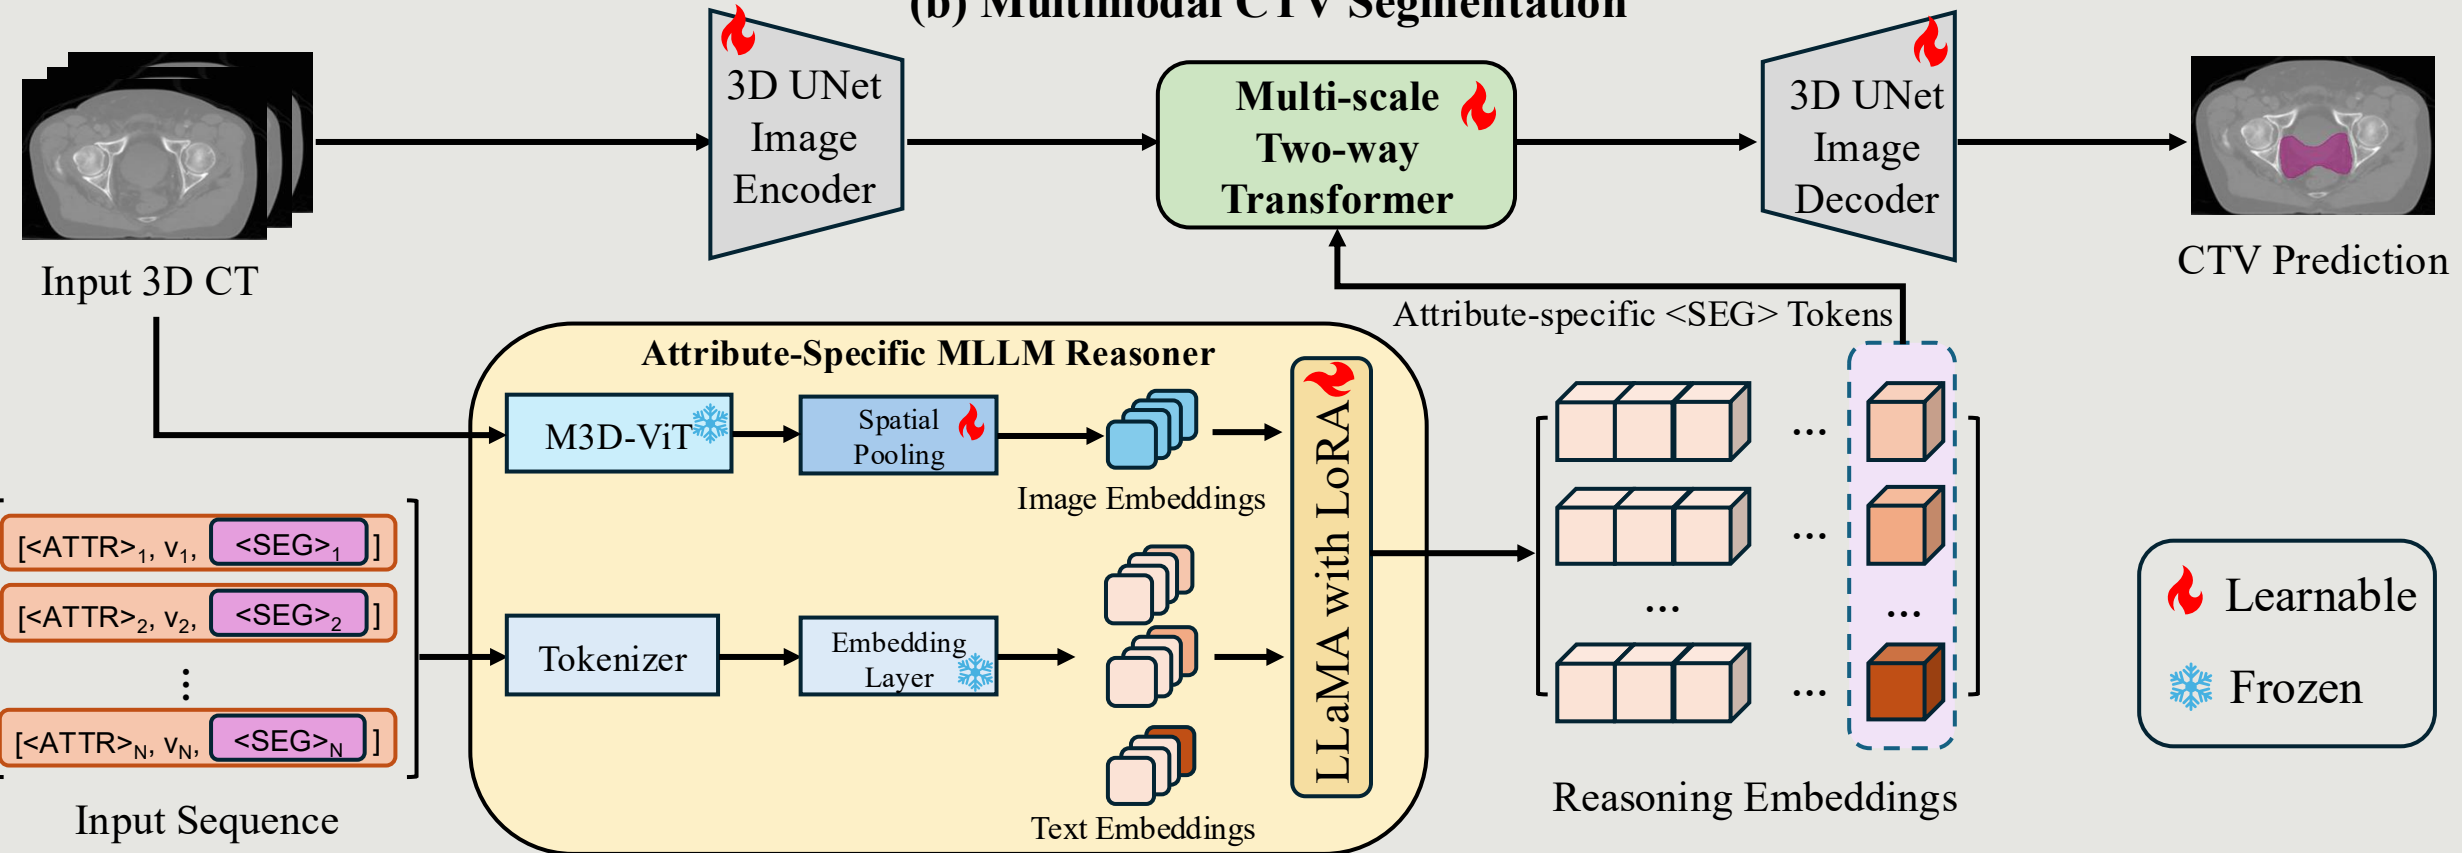 (b) Multimodal CTV Segmentation
3D UNet
Image
Encoder
Multi-scale
Two-way
Transformer
3D UNet
Image
Decoder
Input 3D CT
CTV Prediction
Attribute-specific <SEG> Tokens
Attribute-Specific MLLM Reasoner
M3D-ViT
Spatial
Pooling
Image Embeddings
LLaMA with LoRA
[<ATTR>1, v1, <SEG>1 ]
[<ATTR>2, v2, <SEG>2 ]
⋮
[<ATTR>N, vN, <SEG>N ]
Input Sequence
Tokenizer
Embedding
Layer
Text Embeddings
...
...
... ...
...
Reasoning Embeddings
Learnable
Frozen